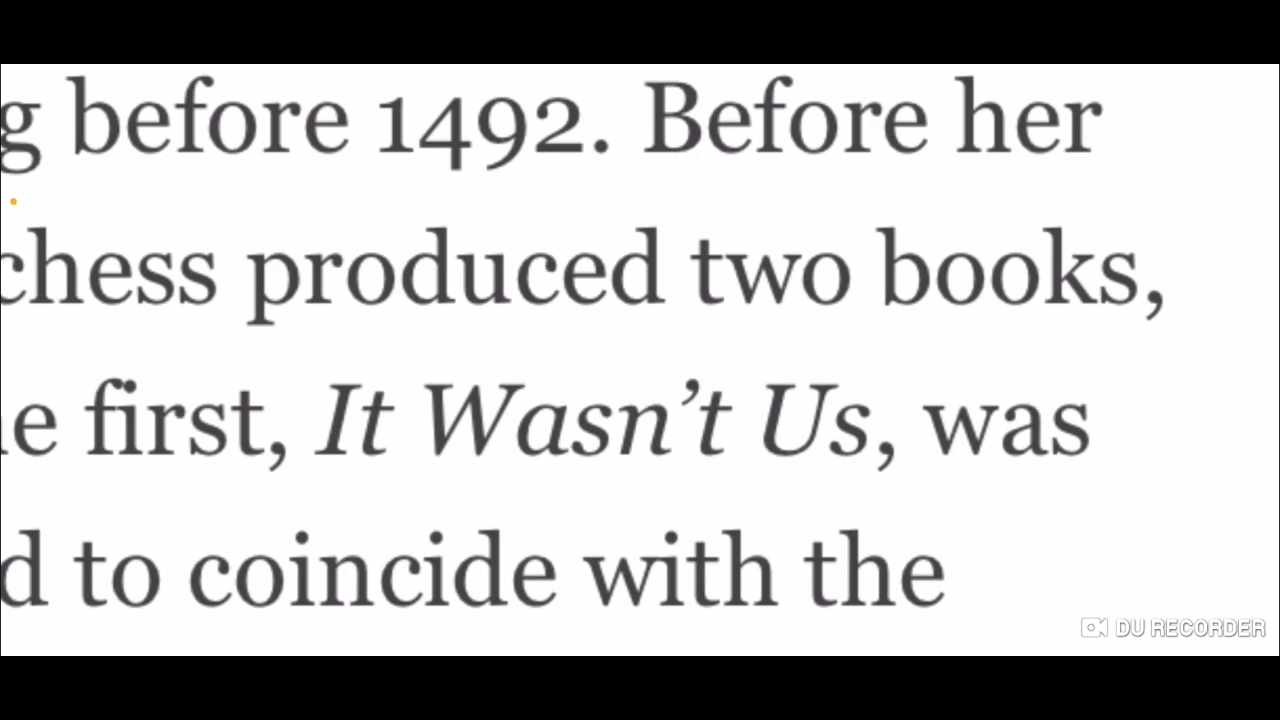 g before 1492. Before her
chess produced two books,
e first, It Wasn’t Us, was
d to coincide with the
DU RECORDER